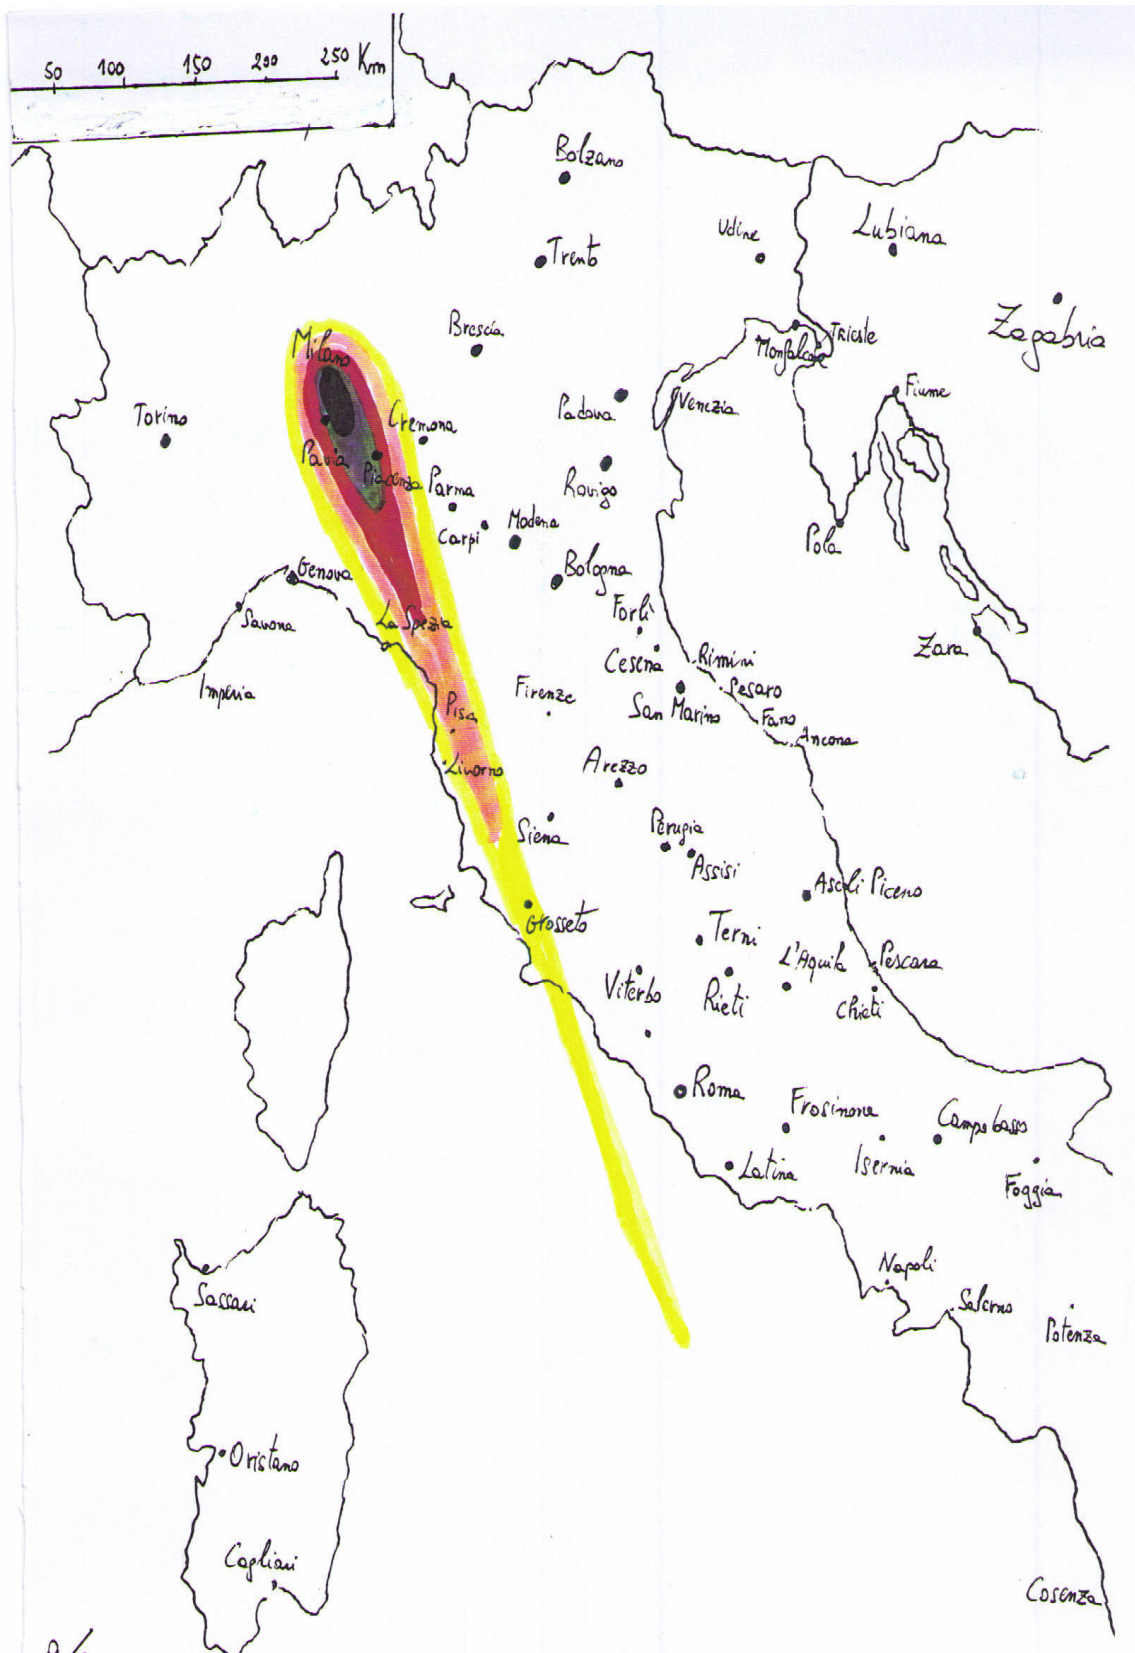 50 100 150 200 250 Km
Bolzano
Udine
Lubiana
Trento
Zagabria
Brescia
Milano
Trieste
Monfalcone
Fiume
Venezia
Padova
Torino
Cremona
Pavia
Piacenza
Parma
Rovigo
Modena
Carpi
Pola
Bologna
Genova
Forlì
Savona
La Spezia
Zara
Cesena
Rimini
Imperia
Firenze
Pesaro
San Marino
Pisa
Fano
Ancona
Livorno
Arezzo
Siena
Perugia
Assisi
Ascoli Piceno
Grosseto
Terni
L'Aquila
Pescara
Viterbo
Rieti
Chieti
Roma
Frosinone
Campobasso
Latina
Isernia
Foggia
Napoli
Sassari
Salerno
Potenza
Oristano
Cagliari
Cosenza